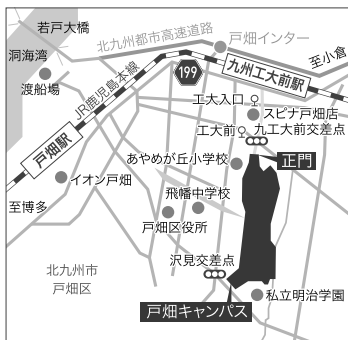 若戸大橋
北九州都市高速道路
戸畑インター
至小倉
洞海湾
渡船場
JR鹿児島本線
199
九州工大前駅
工大入口
スピナ戸畑店
工大前
九工大前交差点
戸畑駅
あやめが丘小学校
正門
イオン戸畑
飛幡中学校
至博多
戸畑区役所
沢見交差点
北九州市
戸畑区
私立明治学園
戸畑キャンパス